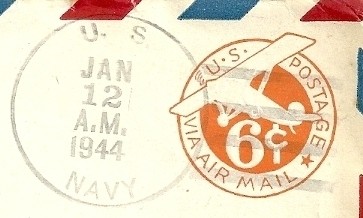 U. S.
JAN
12
A.M.
1944
NAVY
U.S. POSTAGE
6¢
VIA AIR MAIL